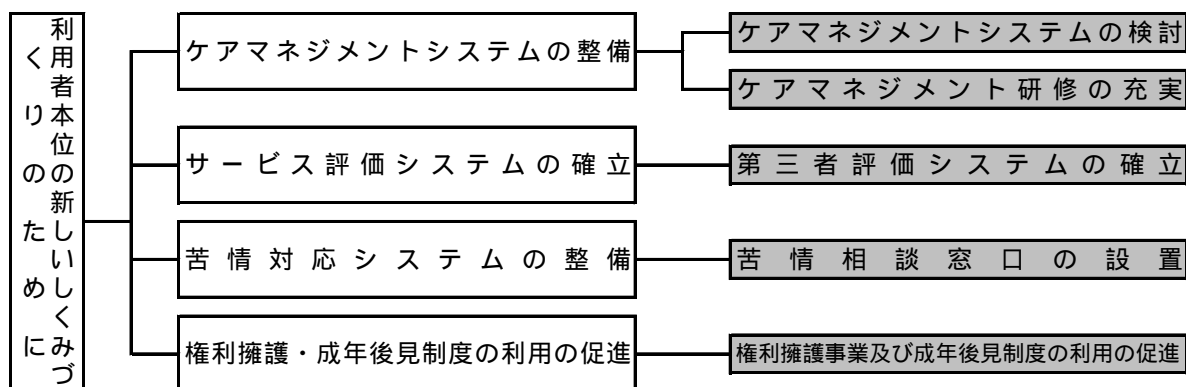 利用者本位の新しいしくみづ
くりのために
ケアマネジメントシステムの整備
ケアマネジメントシステムの検討
ケアマネジメント研修の充実
サービス評価システムの確立
第三者評価システムの確立
苦情対応システムの整備
苦情相談窓口の設置
権利擁護・成年後見制度の利用の促進
権利擁護事業及び成年後見制度の利用の促進